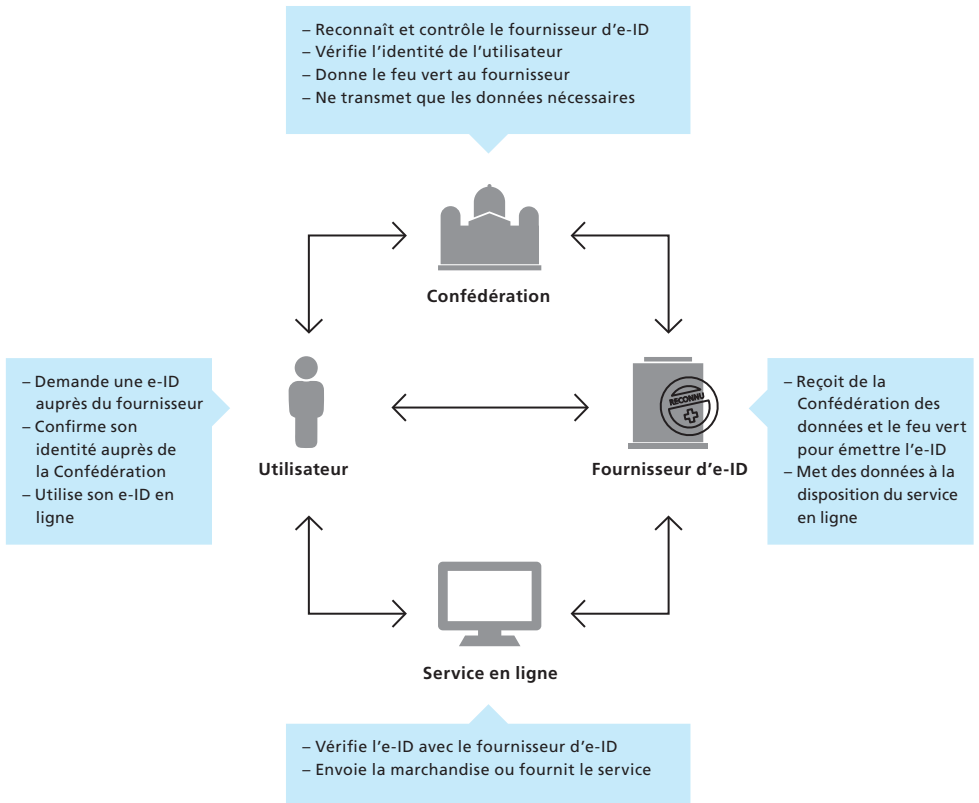 – Reconnaît et contrôle le fournisseur d’e-ID
– Vérifie l’identité de l’utilisateur
– Donne le feu vert au fournisseur
– Ne transmet que les données nécessaires
Confédération
– Demande une e-ID
auprès du fournisseur
– Confirme son
identité auprès de
la Confédération
– Utilise son e-ID en
ligne
Utilisateur
RECONNU
Fournisseur d’e-ID
– Reçoit de la
Confédération des
données et le feu vert
pour émettre l’e-ID
– Met des données à la
disposition du service
en ligne
Service en ligne
– Vérifie l’e-ID avec le fournisseur d’e-ID
– Envoie la marchandise ou fournit le service